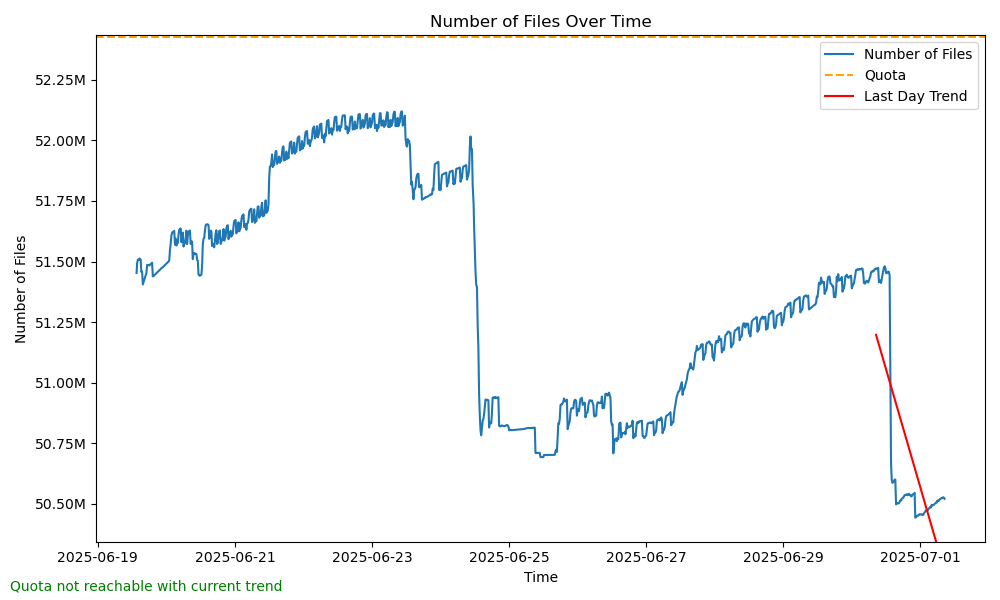 Number of Files Over Time
Number of Files
Quota
Last Day Trend
52.25M
52.00M
51.75M
51.50M
51.25M
51.00M
50.75M
50.50M
Number of Files
2025-06-19
2025-06-21
2025-06-23
2025-06-25
2025-06-27
2025-06-29
2025-07-01
Time
Quota not reachable with current trend